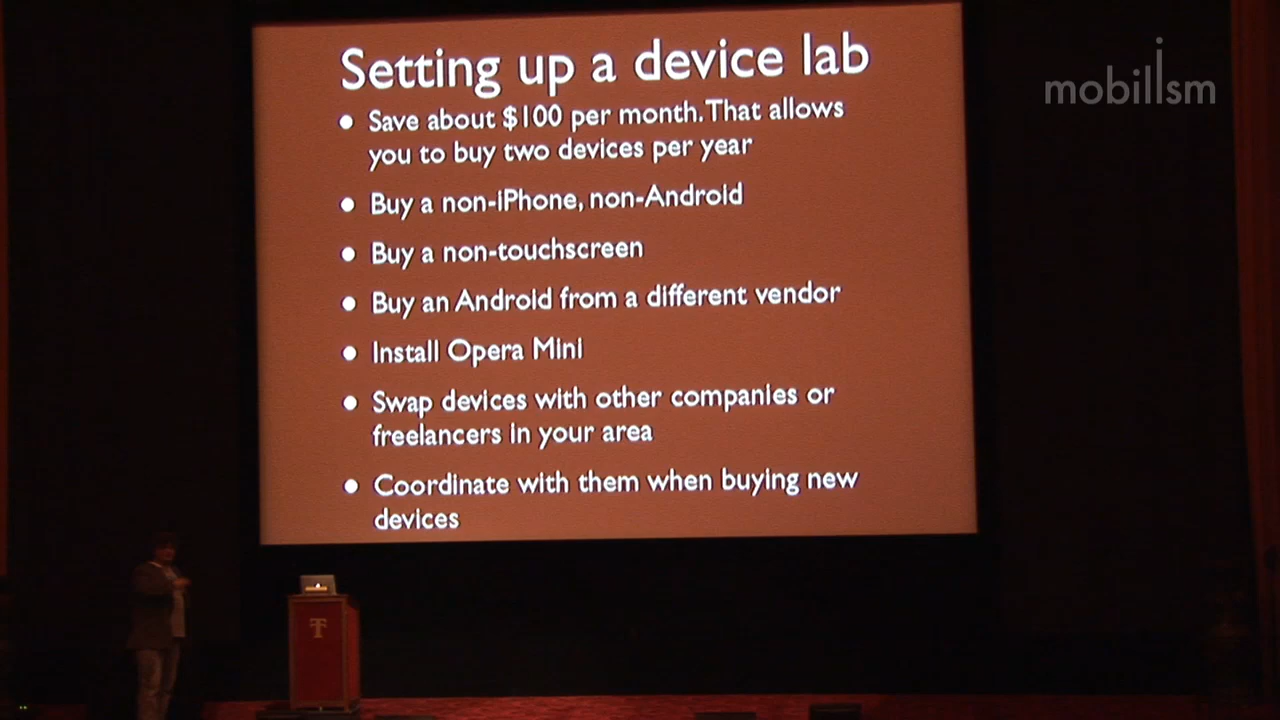 Setting up a device lab
mobilism
• Save about $100 per month. That allows
you to buy two devices per year
• Buy a non-iPhone, non-Android
• Buy a non-touchscreen
• Buy an Android from a different vendor
• Install Opera Mini
• Swap devices with other companies or
freelancers in your area
• Coordinate with them when buying new
devices
T